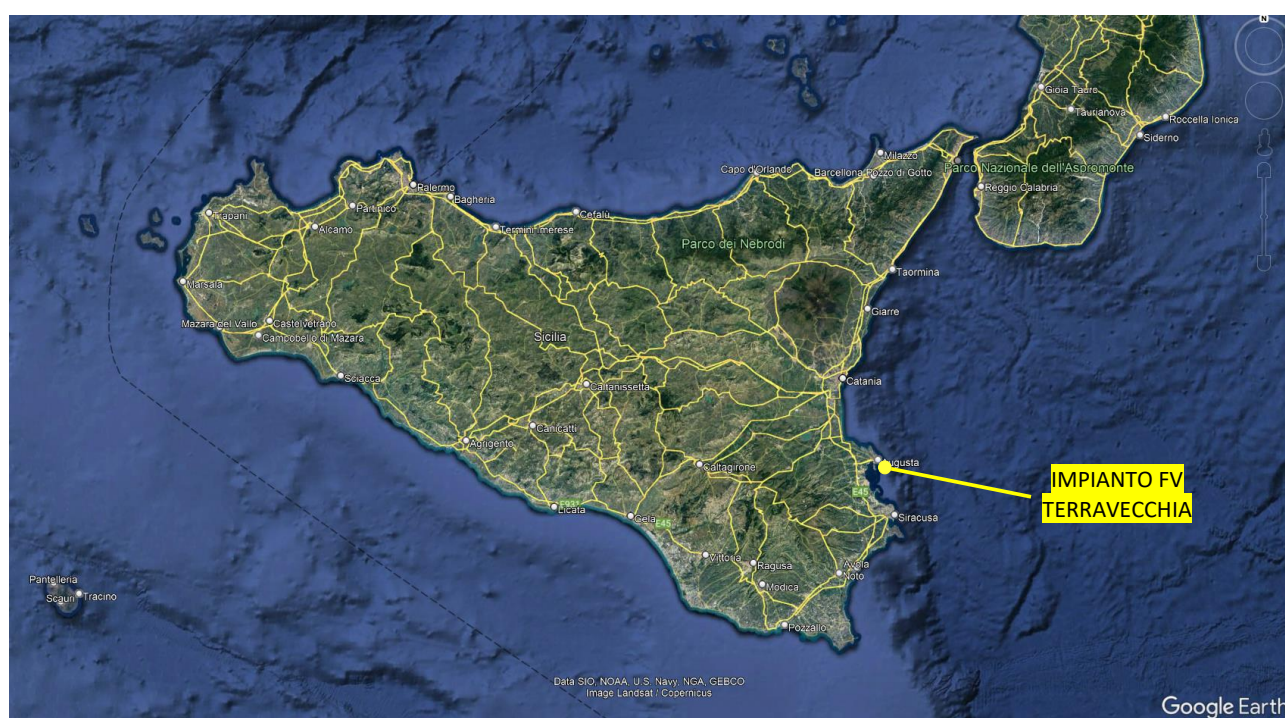 N
Gioia Tauro
Taurianova
Roccella Ionica
Siderno
Milazzo
Capo d'Orlando
Barcellona Pozzo di Gotto
Parco Nazionale dell'Aspromonte
Reggio Calabria
Palermo
Bagheria
Trapani
Partinico
Cefalù
Alcamo
Termini Imerese
Parco dei Nebrodi
Taormina
Marsala
Giarre
Mazara del Vallo
Castelvetrano
Campobello di Mazara
Sicilia
Sciacca
Catania
Caltanissetta
Canicattì
Agrigento
Caltagirone
Augusta
IMPIANTO FV
TERRAVECCHIA
E45
E931
Licata
Gela
E45
Siracusa
Vittoria
Ragusa
Avola
Noto
Modica
Pantelleria
Scauri
Tracino
Pozzallo
Data SIO, NOAA, U.S. Navy, NGA, GEBCO
Image Landsat / Copernicus
Google Earth